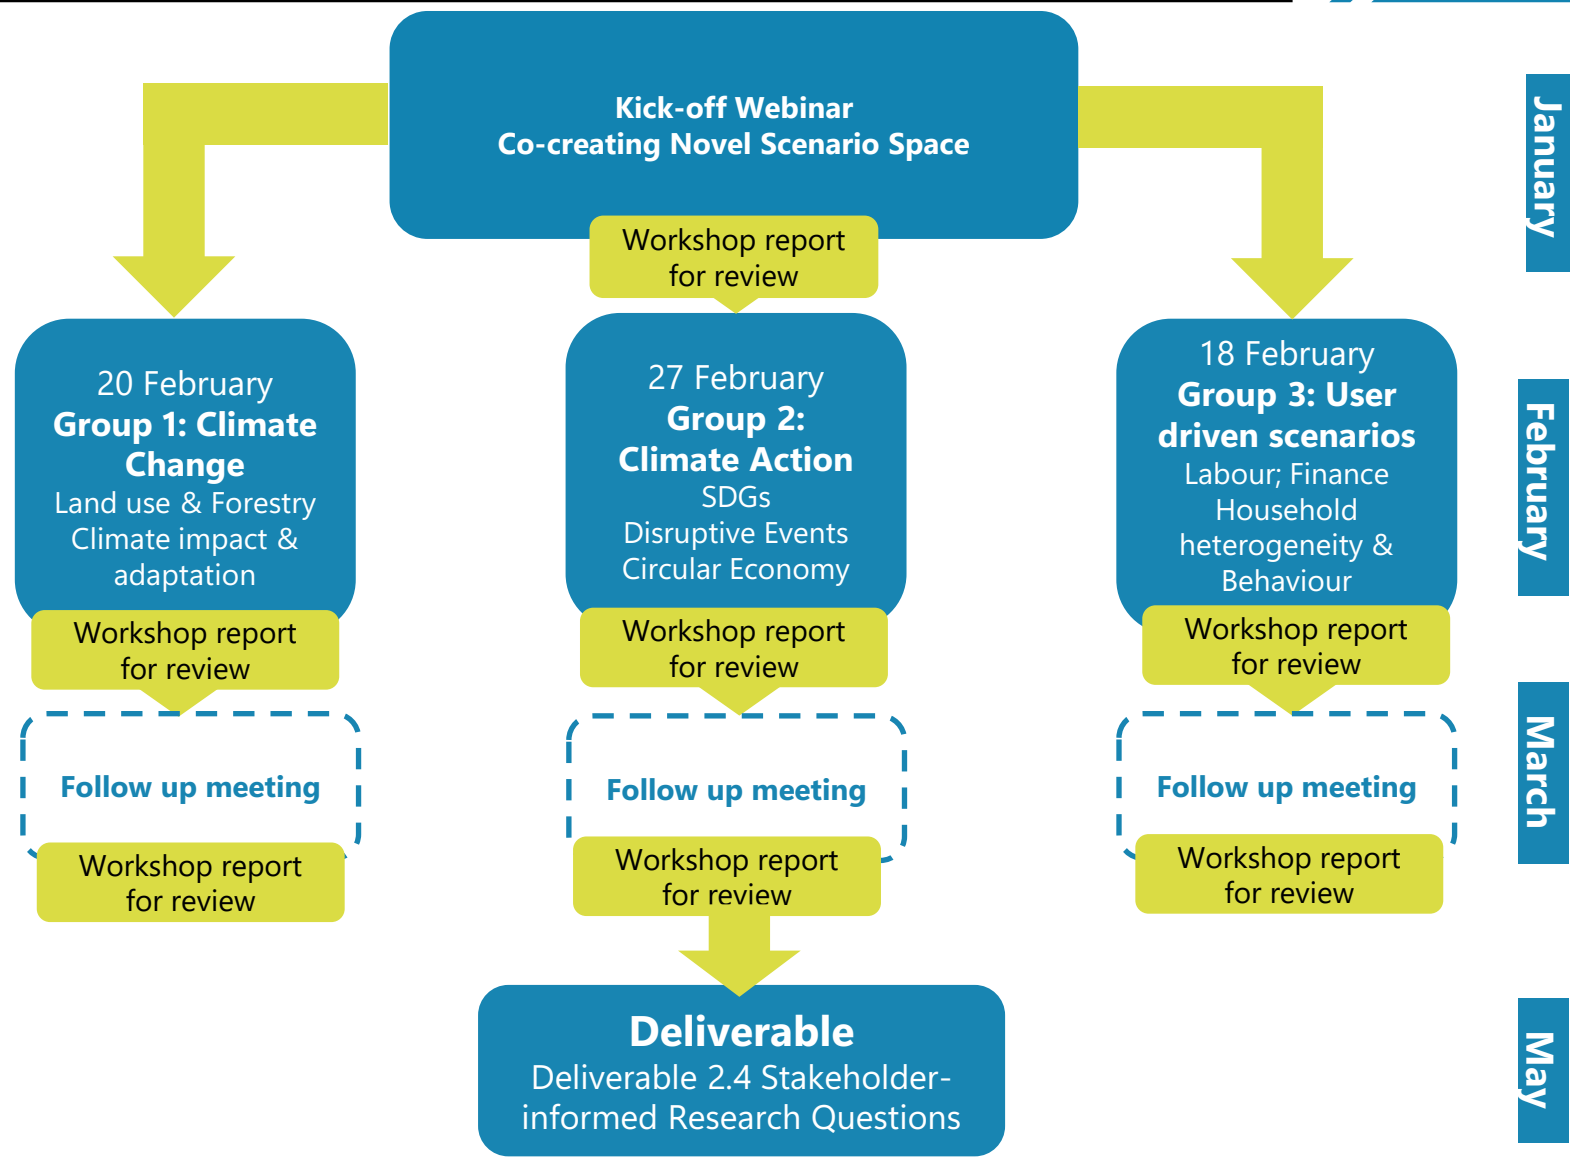 Kick-off Webinar
Co-creating Novel Scenario Space
Workshop report
for review
January
20 February
Group 1: Climate
Change
Land use & Forestry
Climate impact &
adaptation
Workshop report
for review
27 February
Group 2:
Climate Action
SDGs
Disruptive Events
Circular Economy
Workshop report
for review
18 February
Group 3: User
driven scenarios
Labour; Finance
Household
heterogeneity &
Behaviour
Workshop report
for review
February
Follow up meeting
Workshop report
for review
Follow up meeting
Workshop report
for review
Follow up meeting
Workshop report
for review
March
Deliverable
Deliverable 2.4 Stakeholder-
informed Research Questions
May